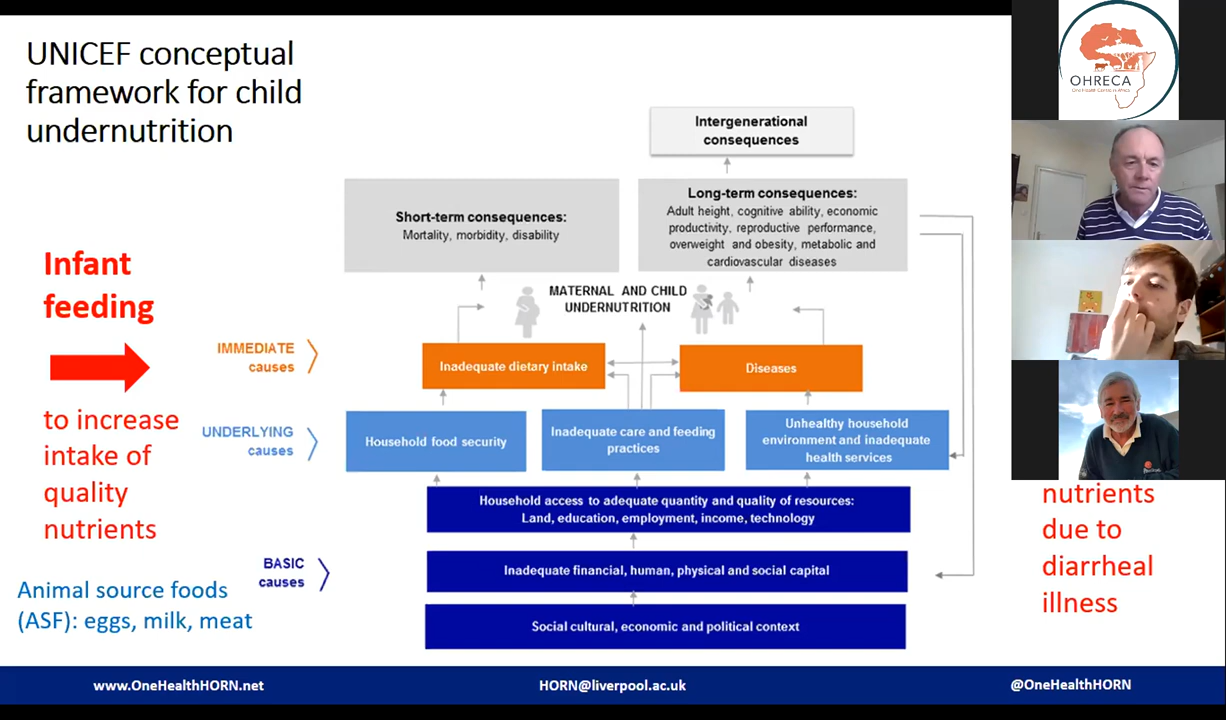 UNICEF conceptual
framework for child
undernutrition
OHRECA
One Health Centre in Africa
Intergenerational
consequences
Short-term consequences:
Mortality, morbidity, disability
Long-term consequences:
Adult height, cognitive ability, economic
productivity, reproductive performance,
overweight and obesity, metabolic and
cardiovascular diseases
Infant
feeding
MATERNAL AND CHILD
UNDERNUTRITION
IMMEDIATE
causes
Inadequate dietary intake
Diseases
to increase
intake of
quality
nutrients
UNDERLYING
causes
Household food security
Inadequate care and feeding
practices
Unhealthy household
environment and inadequate
health services
nutrients
due to
diarrheal
illness
Household access to adequate quantity and quality of resources:
Land, education, employment, income, technology
BASIC
causes
Inadequate financial, human, physical and social capital
Animal source foods
(ASF): eggs, milk, meat
Social cultural, economic and political context
www.OneHealthHORN.net
HORN@liverpool.ac.uk
@OneHealthHORN